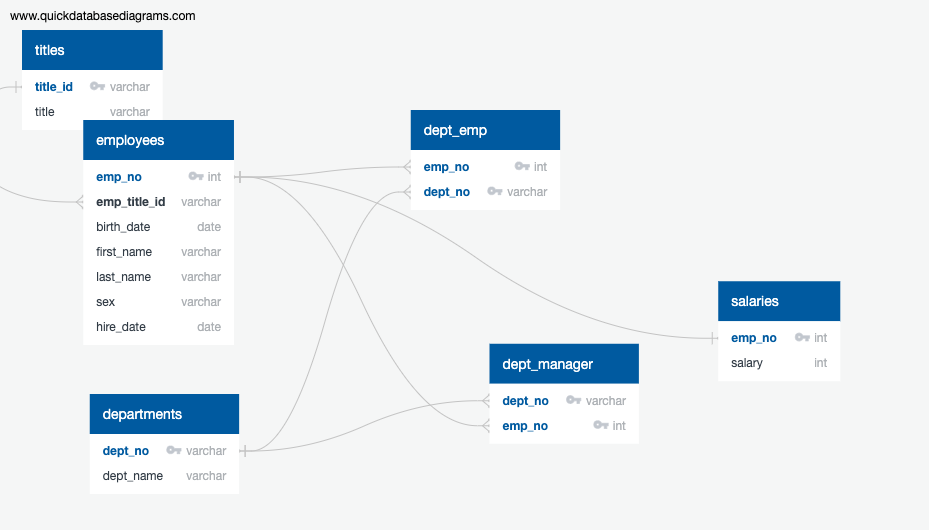 www.quickdatabasediagrams.com
titles
title_id varchar
title varchar
employees
emp_no int
emp_title_id varchar
birth_date date
first_name varchar
last_name varchar
sex varchar
hire_date date
dept_emp
emp_no int
dept_no varchar
salaries
emp_no int
salary int
dept_manager
dept_no varchar
emp_no int
departments
dept_no varchar
dept_name varchar